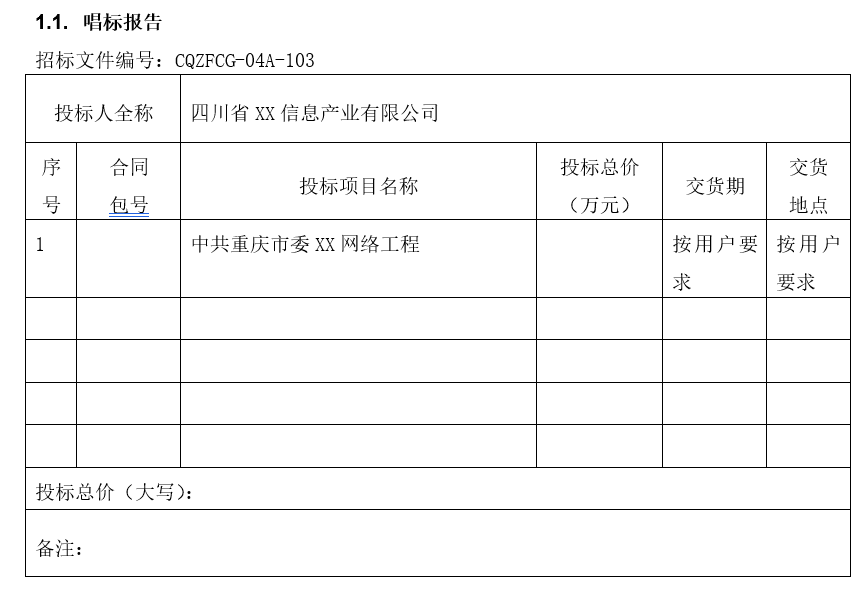 1.1. 唱标报告
招标文件编号：CQZFCG-04A-103
投标人全称 四川省 XX 信息产业有限公司
序号 合同包号 投标项目名称 投标总价（万元） 交货期 交货地点
1 中共重庆市委 XX 网络工程 按用户要求 按用户要求
投标总价（大写）：
备注：